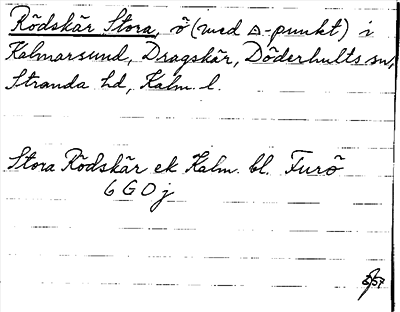 Rödskär Stora, ö (med △-punkt) i
Kalmarsund, Dragskär, Döderhults sn,
Stranda hd, Kalm. l.
Stora Rödskär ek Kalm. bl. Furö
6 G O j